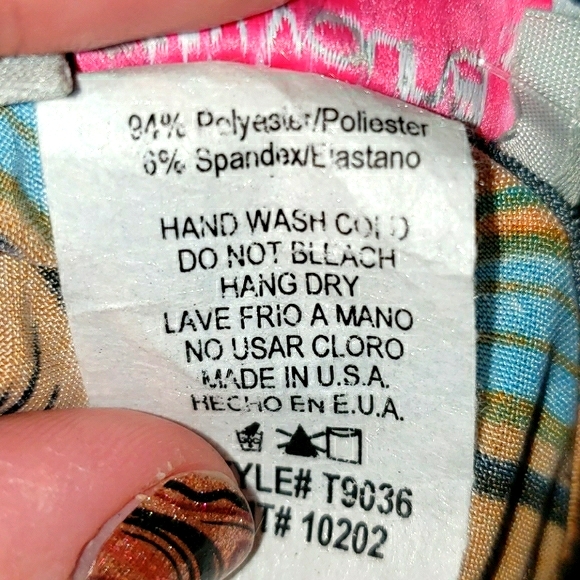 94% Polyester/Poliester
6% Spandex/Elastano
HAND WASH COLD
DO NOT BLEACH
HANG DRY
LAVE FRIO A MANO
NO USAR CLORO
MADE IN U.S.A.
HECHO EN E.U.A.
YLE# T9036
T# 10202